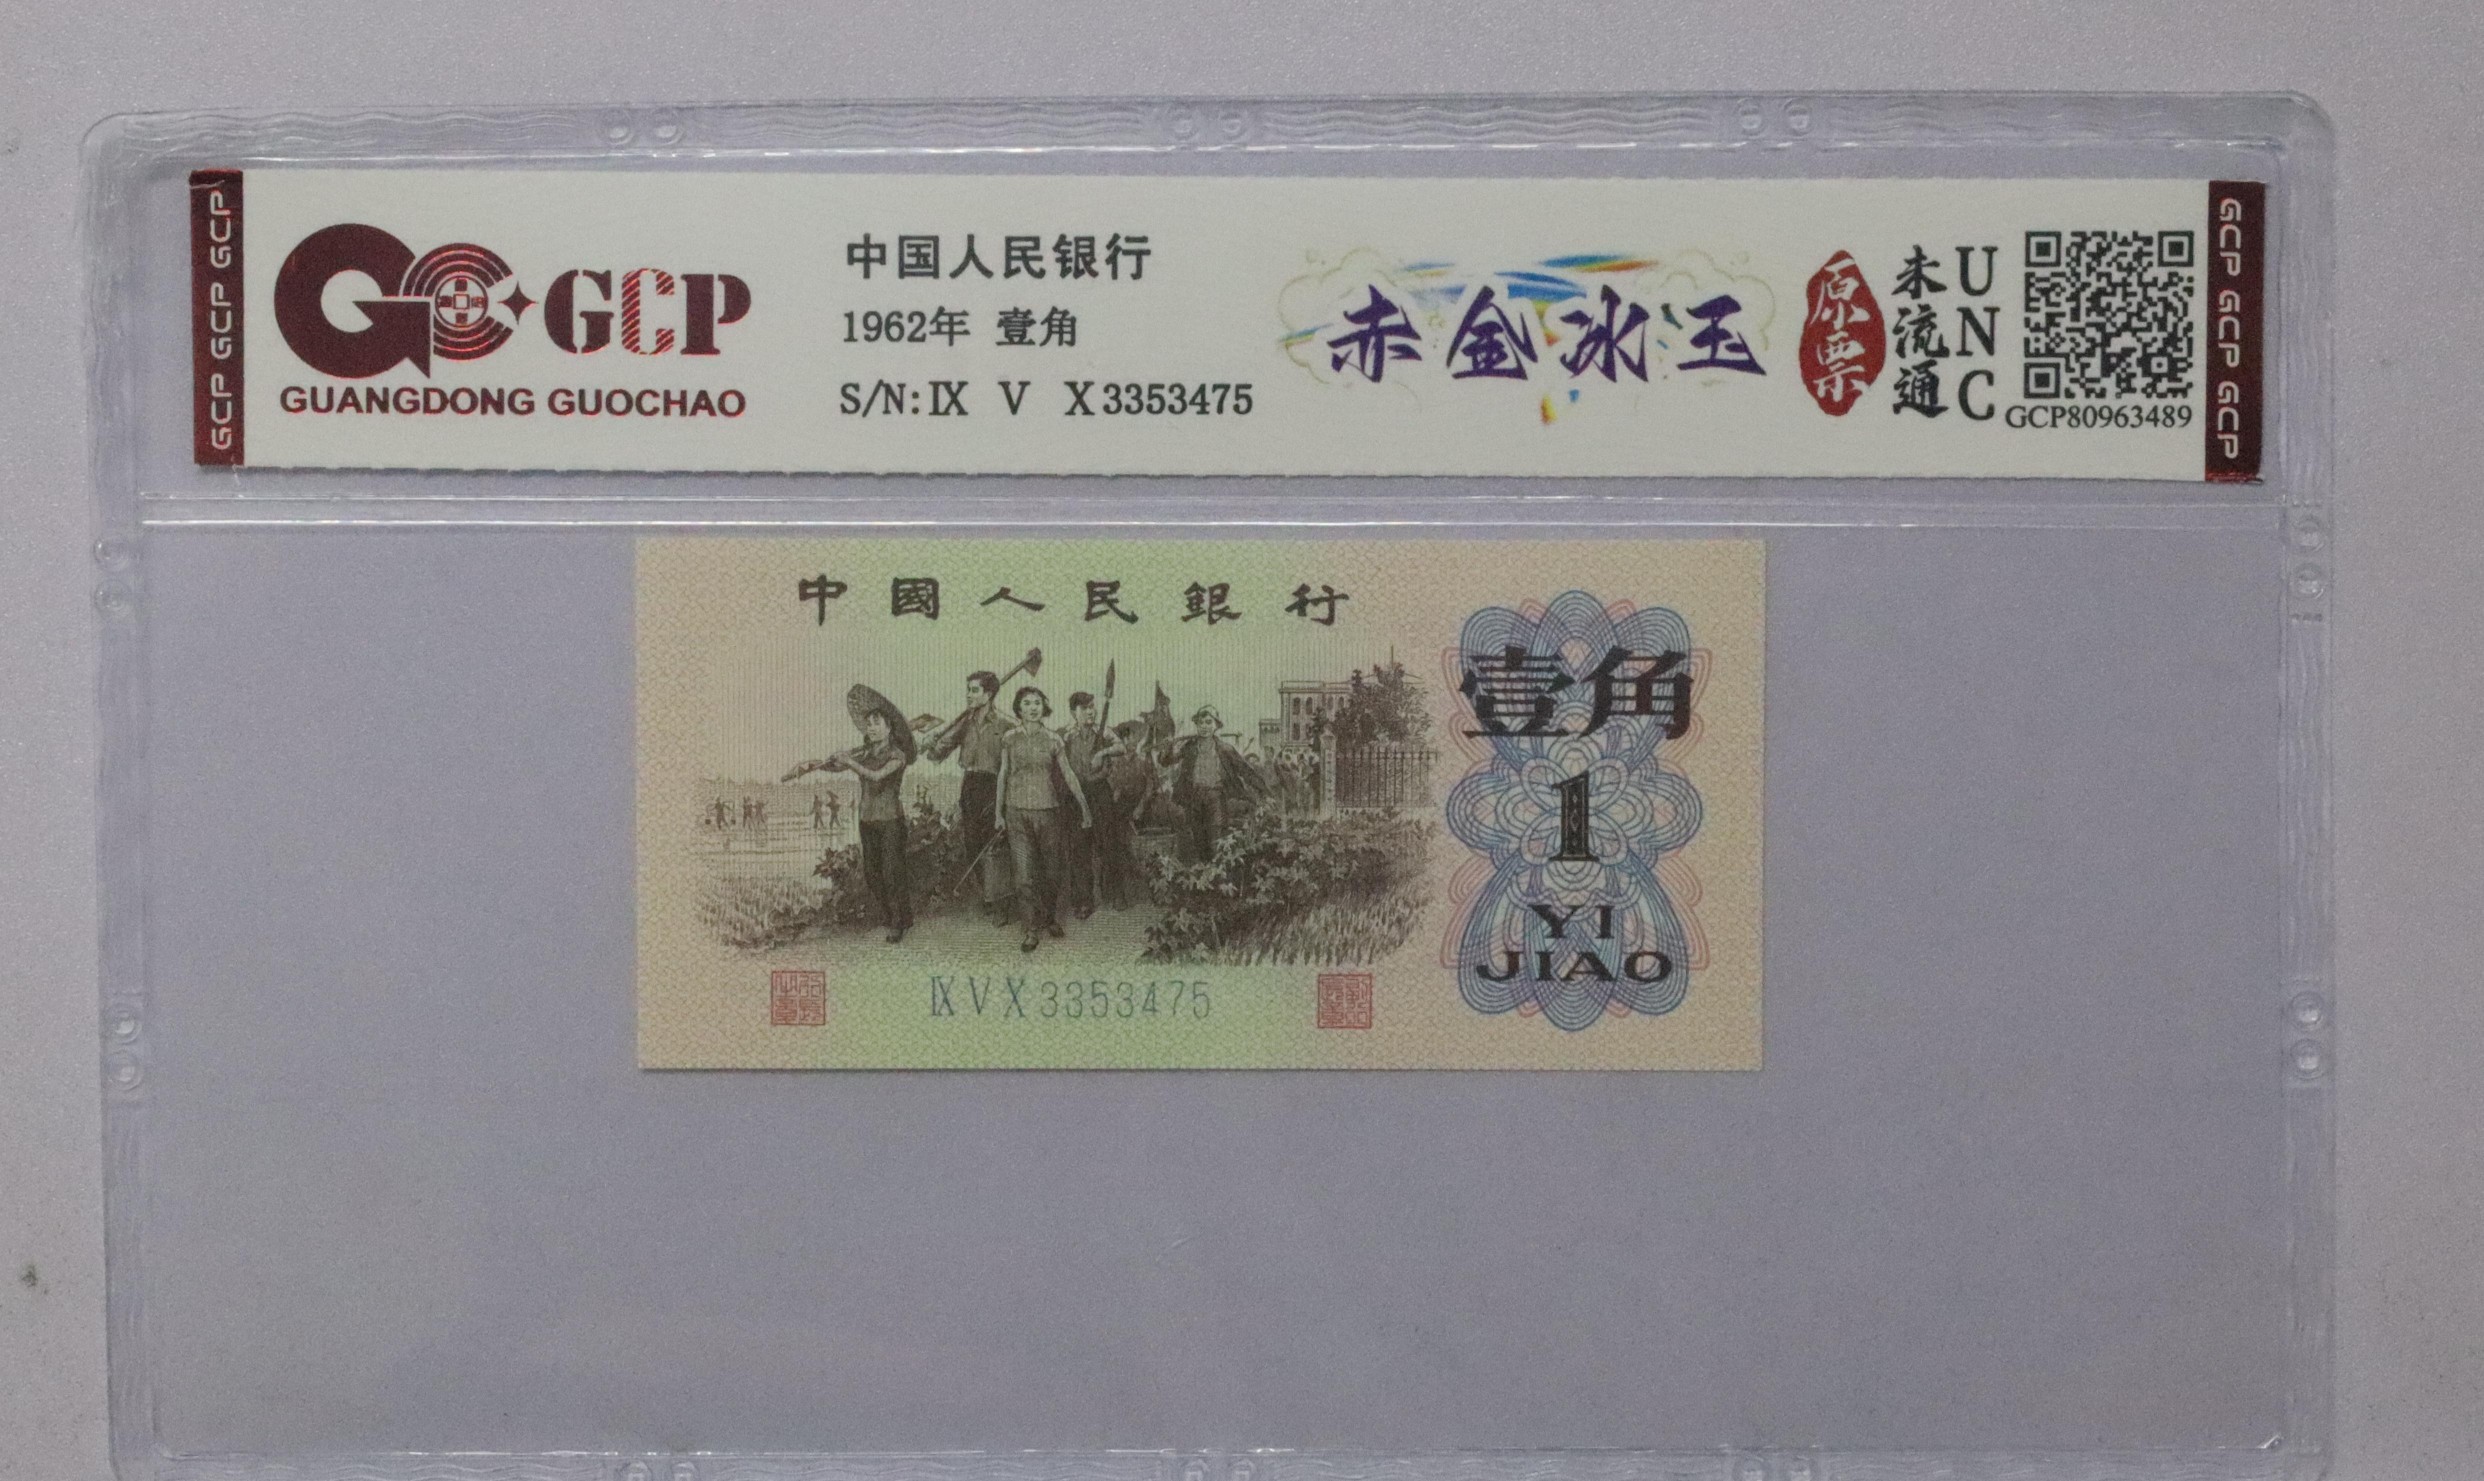 GCP GCP GCP
GCP
GUANGDONG GUOCHAO
中国人民银行
1962年 壹角
S/N: Ⅸ Ⅴ Ⅹ 3353475
赤金冰玉
原票
未流通
UNC
GCP80963489
GCP GCP GCP
中國人民銀行
壹角
1
YI
JIAO
ⅨⅤⅩ3353475